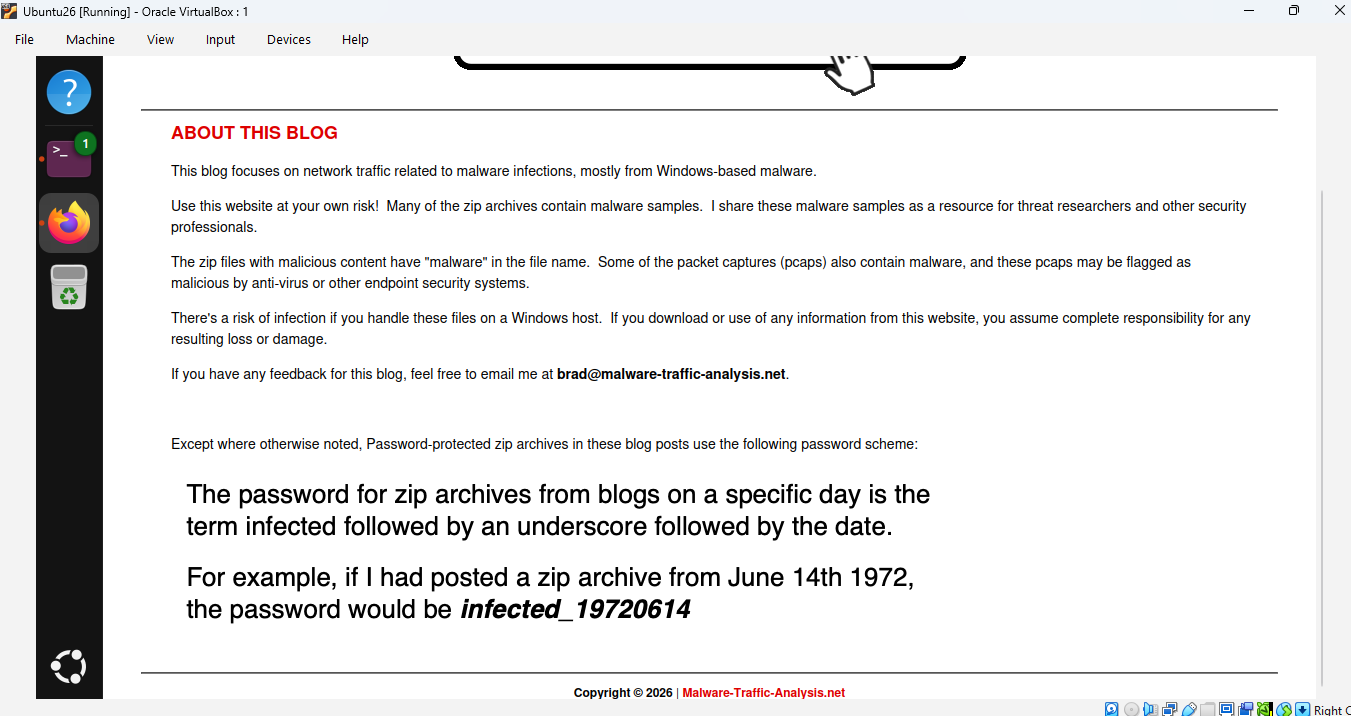 Ubuntu26 [Running] - Oracle VirtualBox : 1
File Machine View Input Devices Help
?
>_
1
ABOUT THIS BLOG
This blog focuses on network traffic related to malware infections, mostly from Windows-based malware.
Use this website at your own risk! Many of the zip archives contain malware samples. I share these malware samples as a resource for threat researchers and other security
professionals.
The zip files with malicious content have "malware" in the file name. Some of the packet captures (pcaps) also contain malware, and these pcaps may be flagged as
malicious by anti-virus or other endpoint security systems.
There's a risk of infection if you handle these files on a Windows host. If you download or use of any information from this website, you assume complete responsibility for any
resulting loss or damage.
If you have any feedback for this blog, feel free to email me at brad@malware-traffic-analysis.net.
Except where otherwise noted, Password-protected zip archives in these blog posts use the following password scheme:
The password for zip archives from blogs on a specific day is the
term infected followed by an underscore followed by the date.
For example, if I had posted a zip archive from June 14th 1972,
the password would be infected_19720614
Copyright © 2026 | Malware-Traffic-Analysis.net
Right C